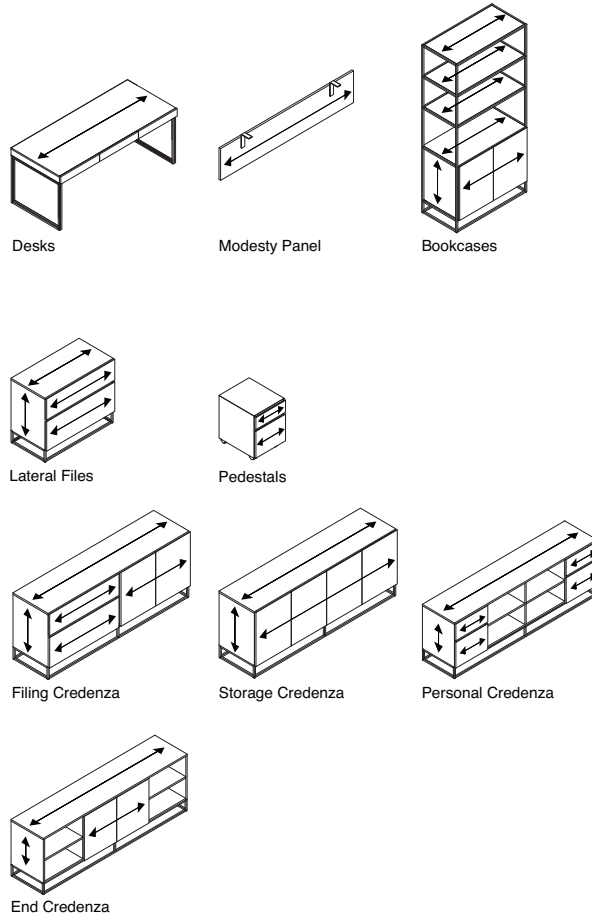 Desks
Modesty Panel
Bookcases
Lateral Files
Pedestals
Filing Credenza
Storage Credenza
Personal Credenza
End Credenza